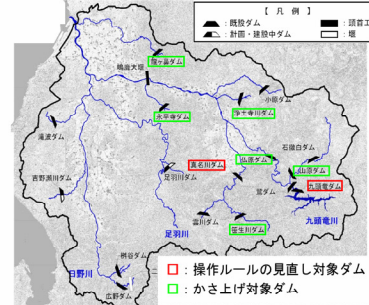 【 凡 例 】
：既設ダム
：頭首工
：計画・建設中ダム
：堰
龍ヶ鼻ダム
鳴鹿大堰
小原ダム
永平寺ダム
浄土寺川ダム
滝波ダム
石徹白ダム
仏原ダム
山原ダム
真名川ダム
吉野瀬川ダム
足羽川ダム
鷲ダム
九頭竜ダム
雲川ダム
九頭竜川
笹生川ダム
足羽川
日野川
桝谷ダム
広野ダム
：操作ルールの見直し対象ダム
：かさ上げ対象ダム